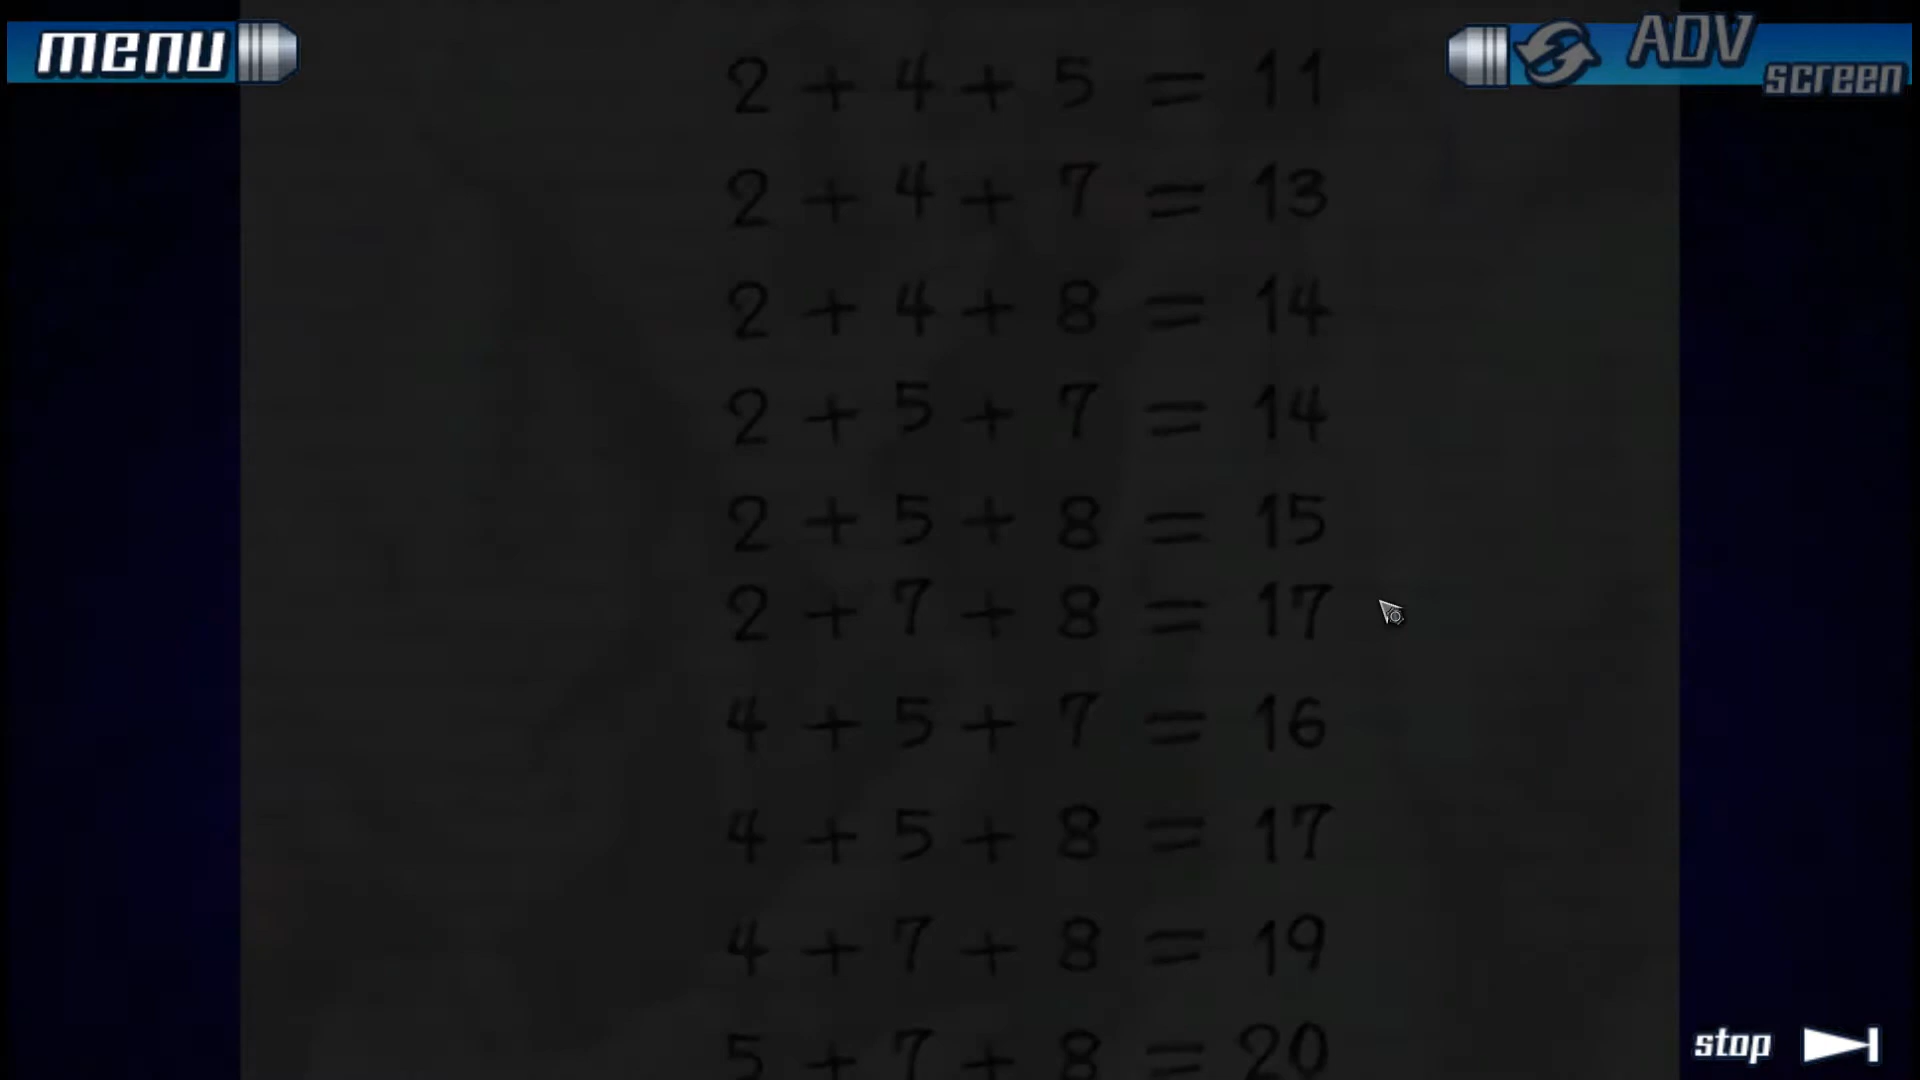 menu
ADV
screen
2 + 4 + 5 = 11
2 + 4 + 7 = 13
2 + 4 + 8 = 14
2 + 5 + 7 = 14
2 + 5 + 8 = 15
2 + 7 + 8 = 17
4 + 5 + 7 = 16
4 + 5 + 8 = 17
4 + 7 + 8 = 19
5 + 7 + 8 = 20
stop